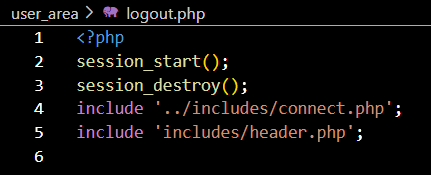 user_area > logout.php
1 <?php
2 session_start();
3 session_destroy();
4 include '../includes/connect.php';
5 include 'includes/header.php';
6